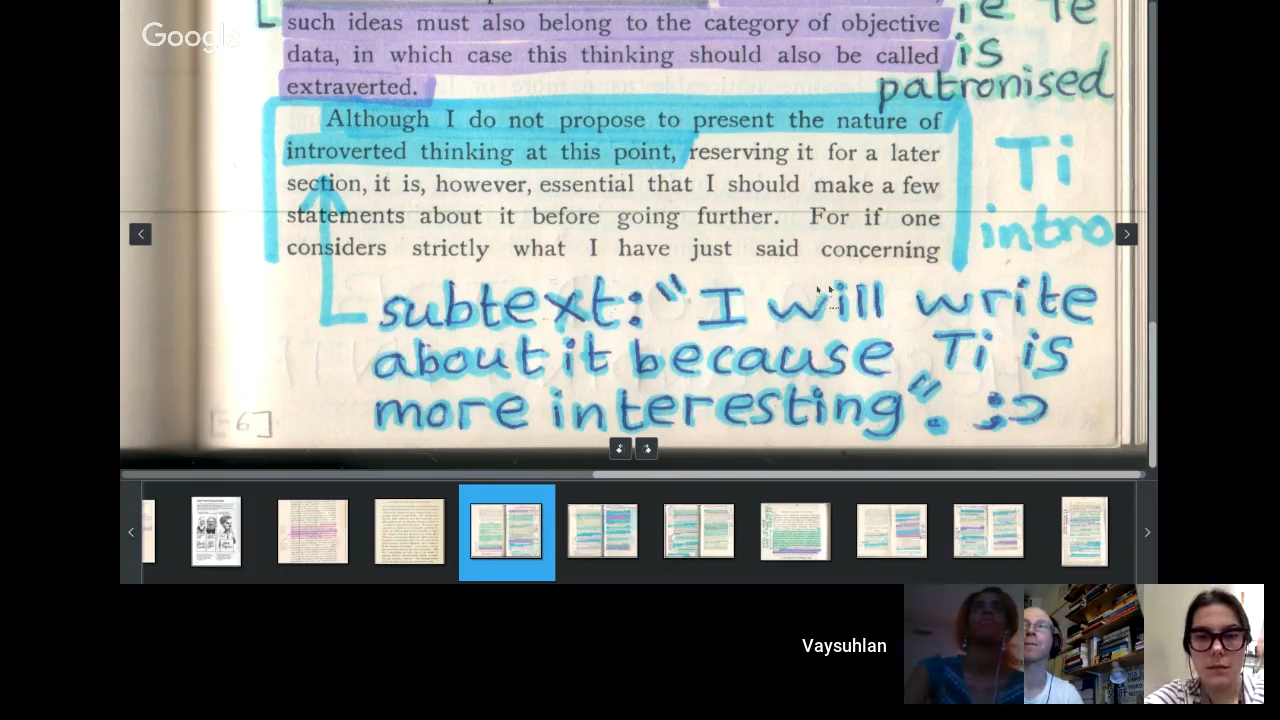 Google
such ideas must also belong to the category of objective
data, in which case this thinking should also be called
extraverted.
ie Te
is
patronised
Although I do not propose to present the nature of
introverted thinking at this point, reserving it for a later
section, it is, however, essential that I should make a few
statements about it before going further. For if one
considers strictly what I have just said concerning
Ti
intro
subtext: "I will write
about it because Ti is
more interesting". ;)
[ 6]
Vaysuhlan